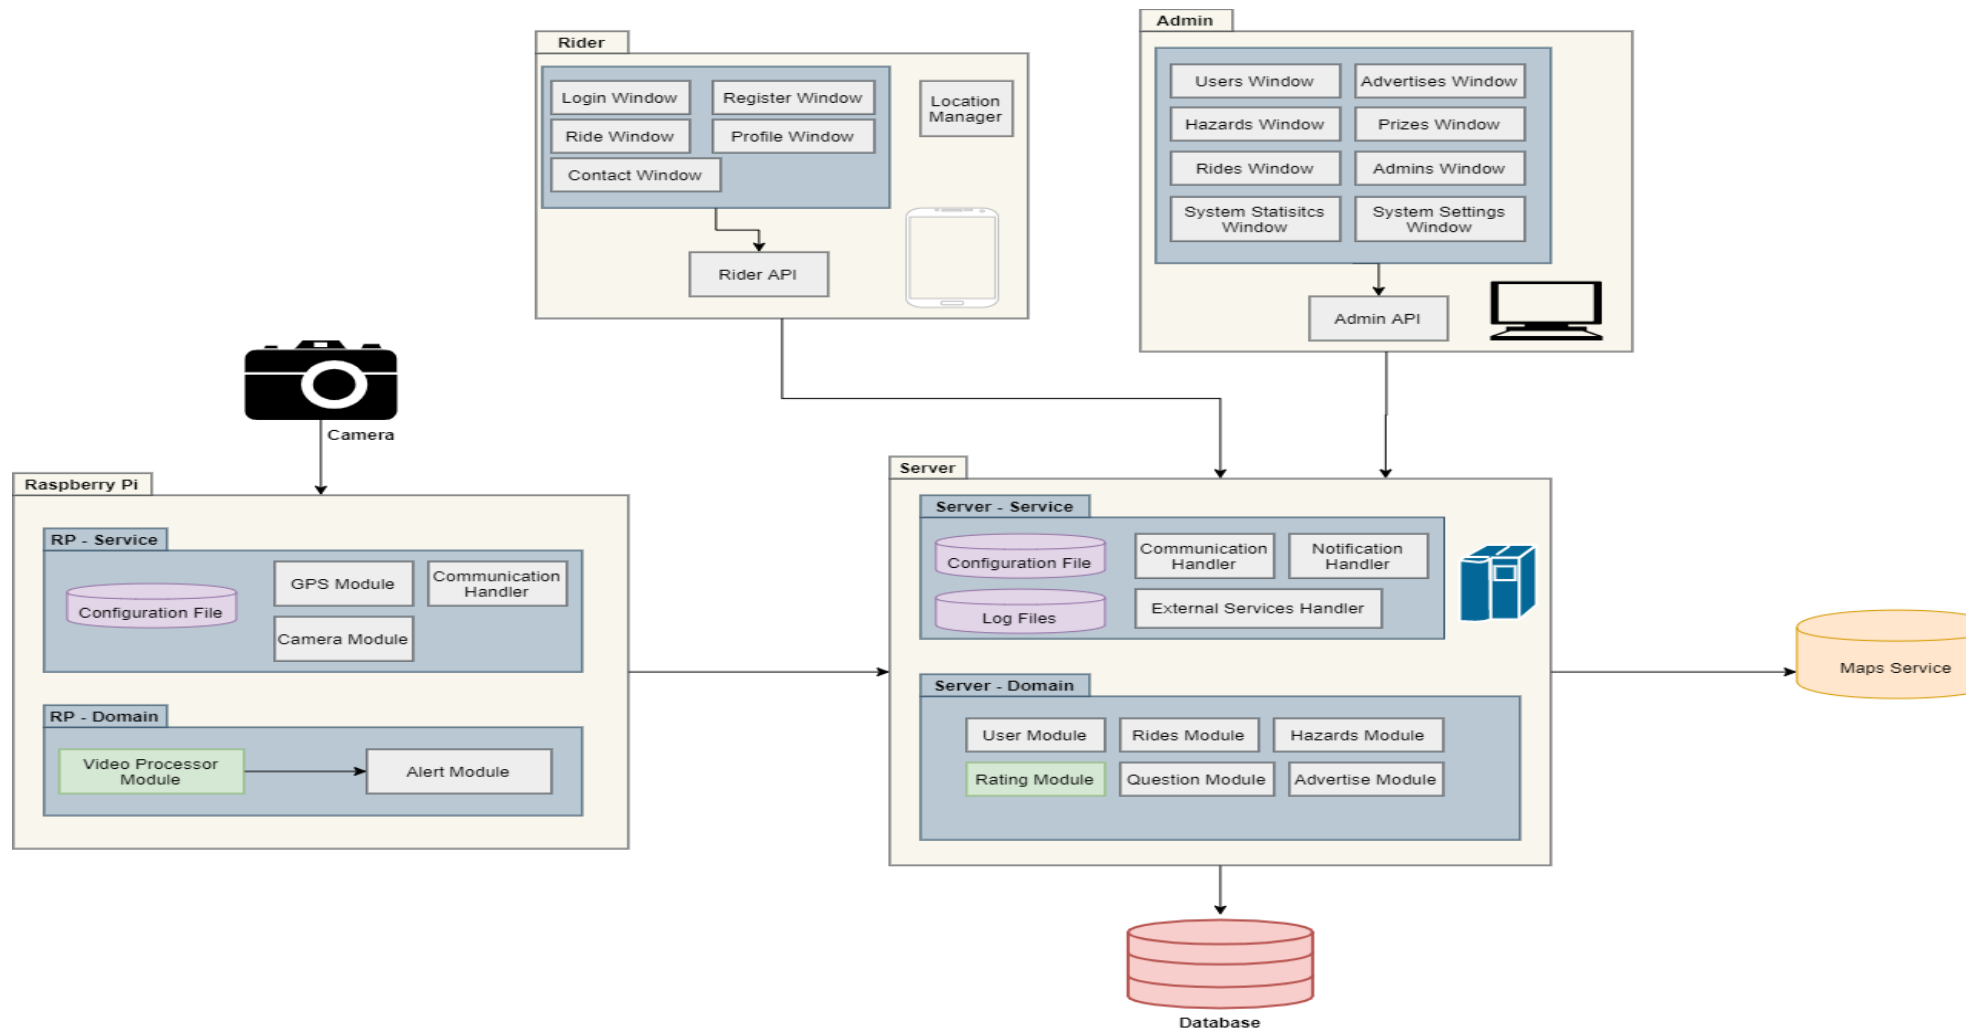 Admin
Rider
Users Window
Advertises Window
Login Window
Register Window
Location
Manager
Hazards Window
Prizes Window
Ride Window
Profile Window
Contact Window
Rides Window
Admins Window
System Statisitcs
Window
System Settings
Window
Rider API
Admin API
Camera
Raspberry Pi
Server
RP - Service
Configuration File
GPS Module
Communication
Handler
Camera Module
Server - Service
Configuration File
Communication
Handler
Notification
Handler
Log Files
External Services Handler
Maps Service
RP - Domain
Video Processor
Module
Alert Module
Server - Domain
User Module
Rides Module
Hazards Module
Rating Module
Question Module
Advertise Module
Database